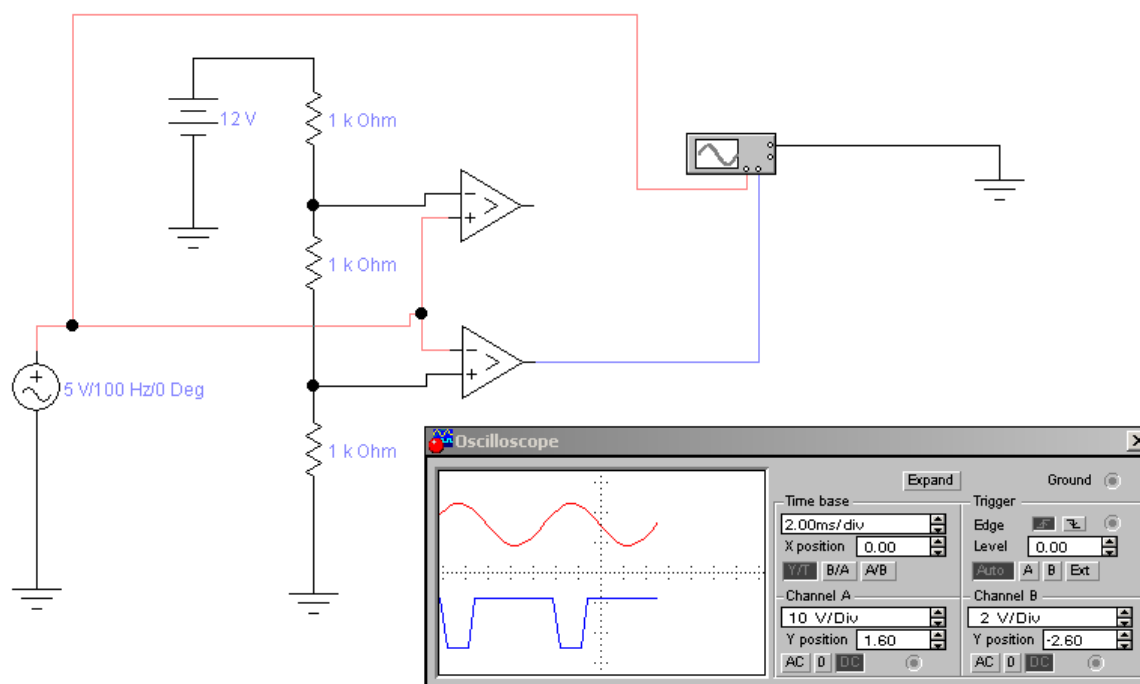 12 V
1 k Ohm
1 k Ohm
5 V/100 Hz/0 Deg
1 k Ohm
Oscilloscope
Expand
Ground
Time base
2.00ms/div
X position 0.00
Y/T B/A A/B
Trigger
Edge
Level 0.00
Auto A B Ext
Channel A
10 V/Div
Y position 1.60
AC 0 DC
Channel B
2 V/Div
Y position -2.60
AC 0 DC